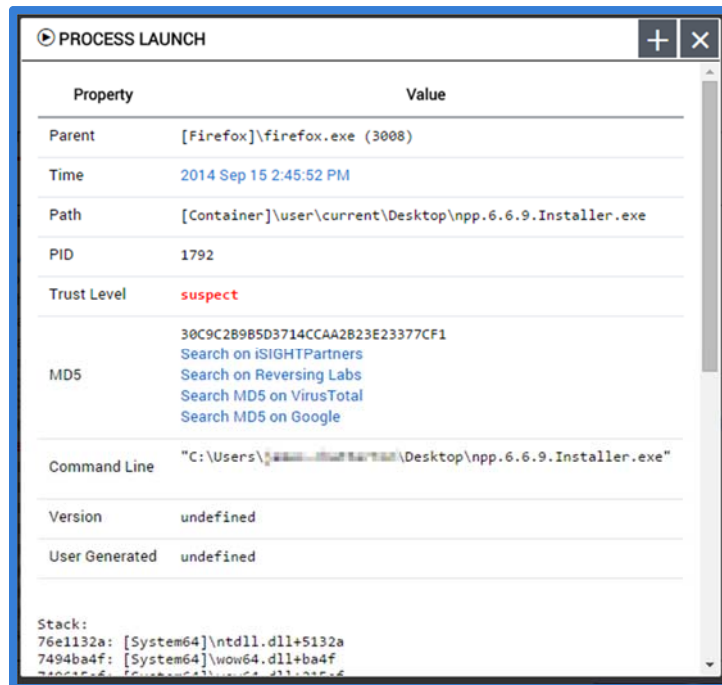 PROCESS LAUNCH
Property Value
Parent [Firefox]\firefox.exe (3008)
Time 2014 Sep 15 2:45:52 PM
Path [Container]\user\current\Desktop\npp.6.6.9.Installer.exe
PID 1792
Trust Level suspect
30C9C2B9B5D3714CCAA2B23E23377CF1
Search on iSIGHTPartners
Search on Reversing Labs
MD5
Search MD5 on VirusTotal
Search MD5 on Google
Command Line "C:\Users\ \Desktop\npp.6.6.9.Installer.exe"
Version undefined
User Generated undefined
Stack:
76e1132a: [System64]\ntdll.dll+5132a
7494ba4f: [System64]\wow64.dll+ba4f